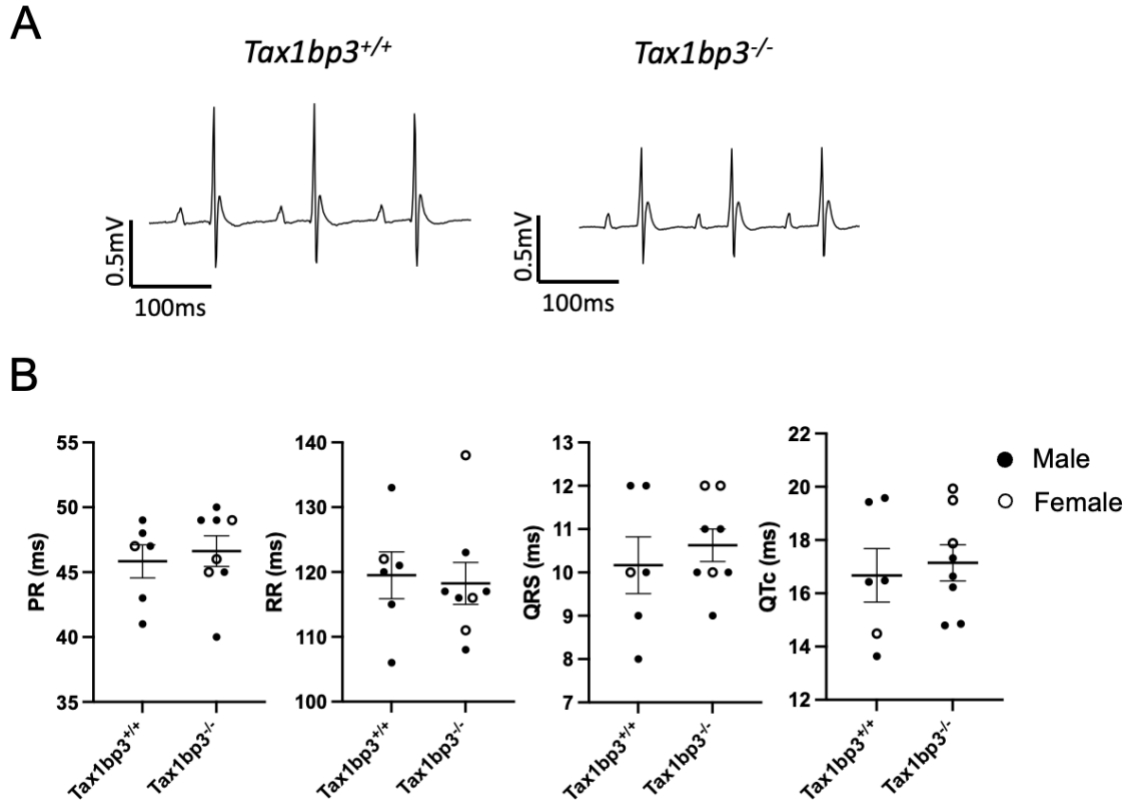 A
Tax1bp3+/+
Tax1bp3-/-
0.5mV
100ms
0.5mV
100ms
B
PR (ms)
55
50
45
40
35
Tax1bp3+/+
Tax1bp3-/-
RR (ms)
140
130
120
110
100
Tax1bp3+/+
Tax1bp3-/-
QRS (ms)
13
12
11
10
9
8
7
Tax1bp3+/+
Tax1bp3-/-
QTc (ms)
22
20
18
16
14
12
Tax1bp3+/+
Tax1bp3-/-
Male
Female